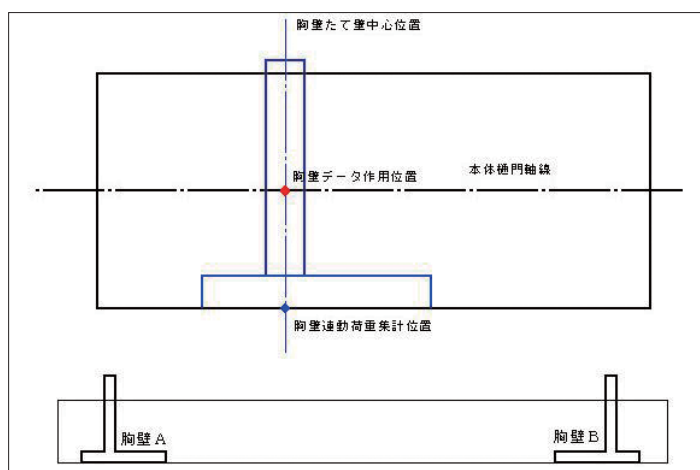 胸壁たて壁中心位置
本体樋門軸線
胸壁データ作用位置
胸壁連動荷重集計位置
胸壁A
胸壁B